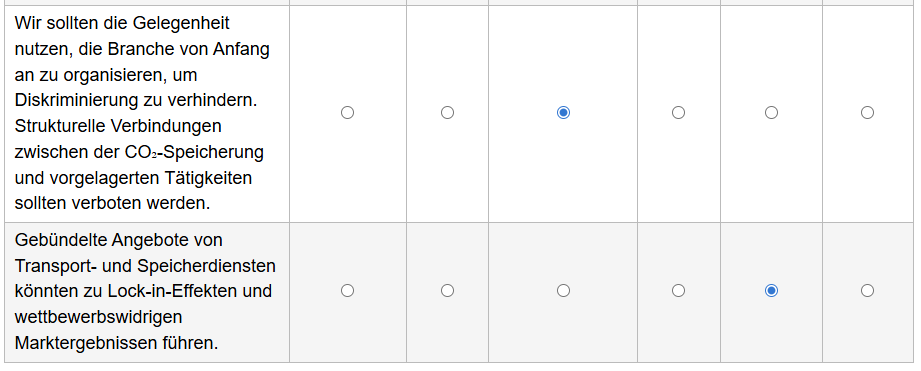 Wir sollten die Gelegenheit
nutzen, die Branche von Anfang
an zu organisieren, um
Diskriminierung zu verhindern.
Strukturelle Verbindungen
zwischen der CO₂-Speicherung
und vorgelagerten Tätigkeiten
sollten verboten werden.
Gebündelte Angebote von
Transport- und Speicherdiensten
könnten zu Lock-in-Effekten und
wettbewerbswidrigen
Marktergebnissen führen.